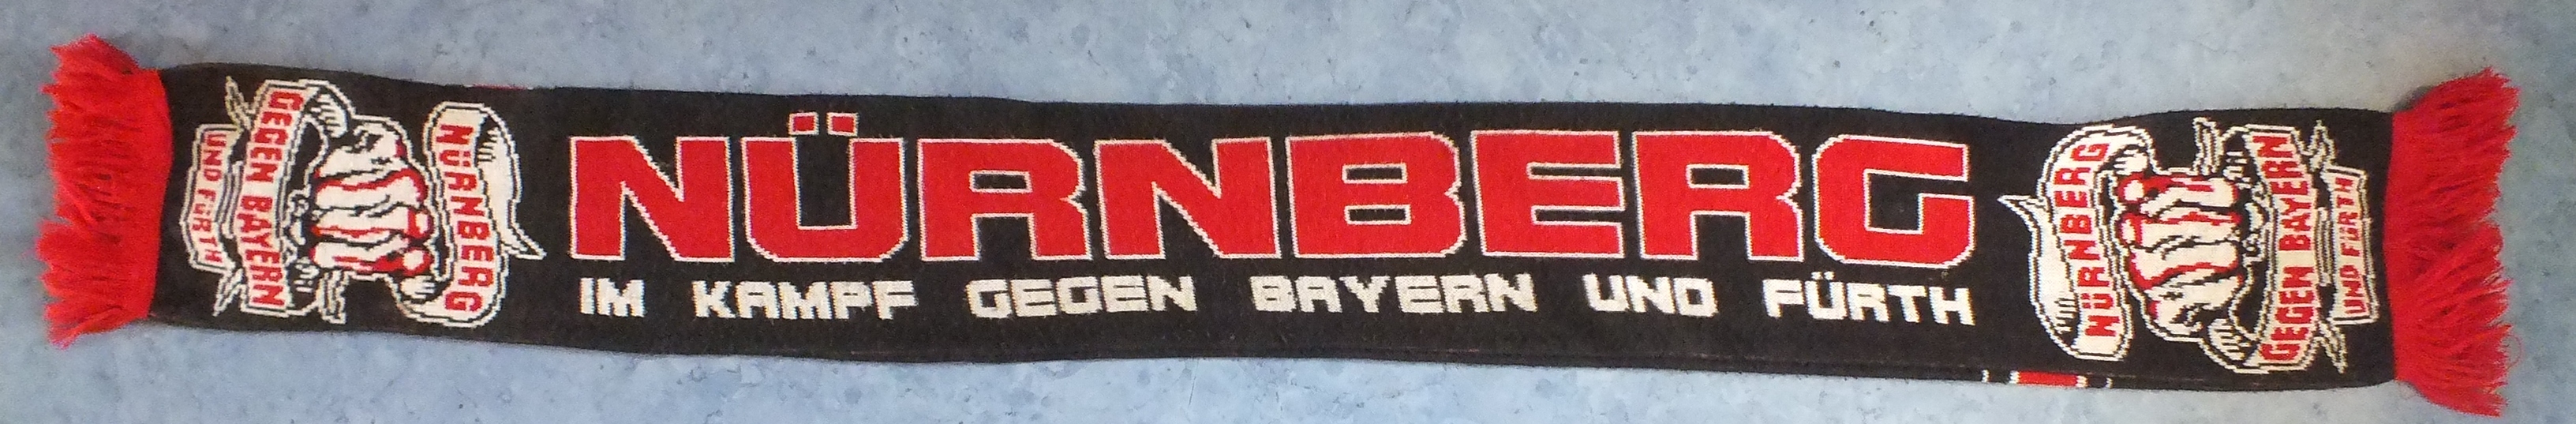 NÜRNBERG
GEGEN BAYERN
UND FÜRTH
NÜRNBERG
IM KAMPF GEGEN BAYERN UND FÜRTH
NÜRNBERG
GEGEN BAYERN
UND FÜRTH